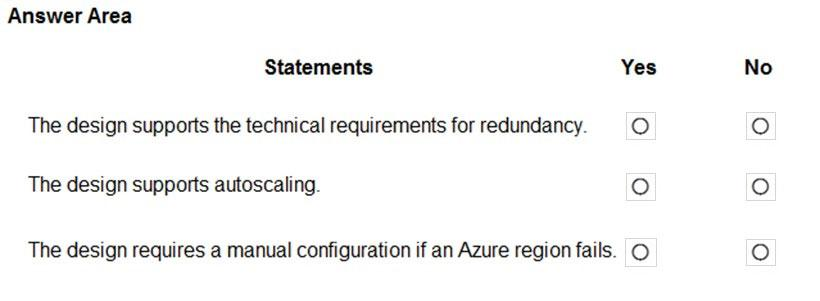 Answer Area
Statements Yes No
The design supports the technical requirements for redundancy.
The design supports autoscaling.
The design requires a manual configuration if an Azure region fails.